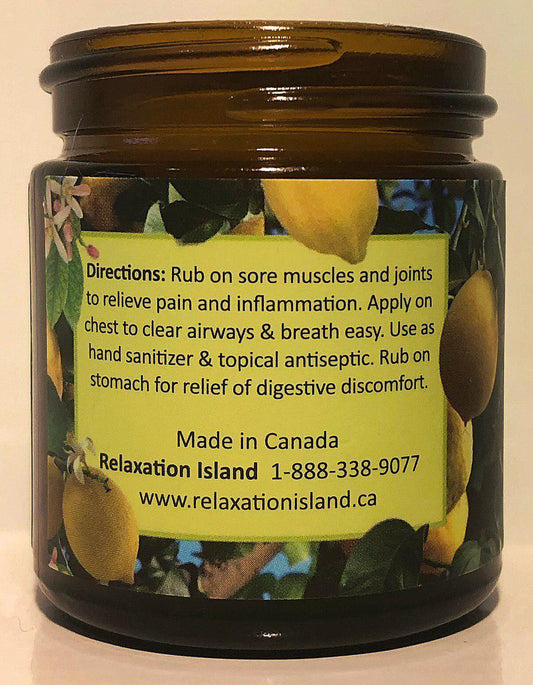 Directions: Rub on sore muscles and joints
to relieve pain and inflammation. Apply on
chest to clear airways & breath easy. Use as
hand sanitizer & topical antiseptic. Rub on
stomach for relief of digestive discomfort.
Made in Canada
Relaxation Island 1-888-338-9077
www.relaxationisland.ca